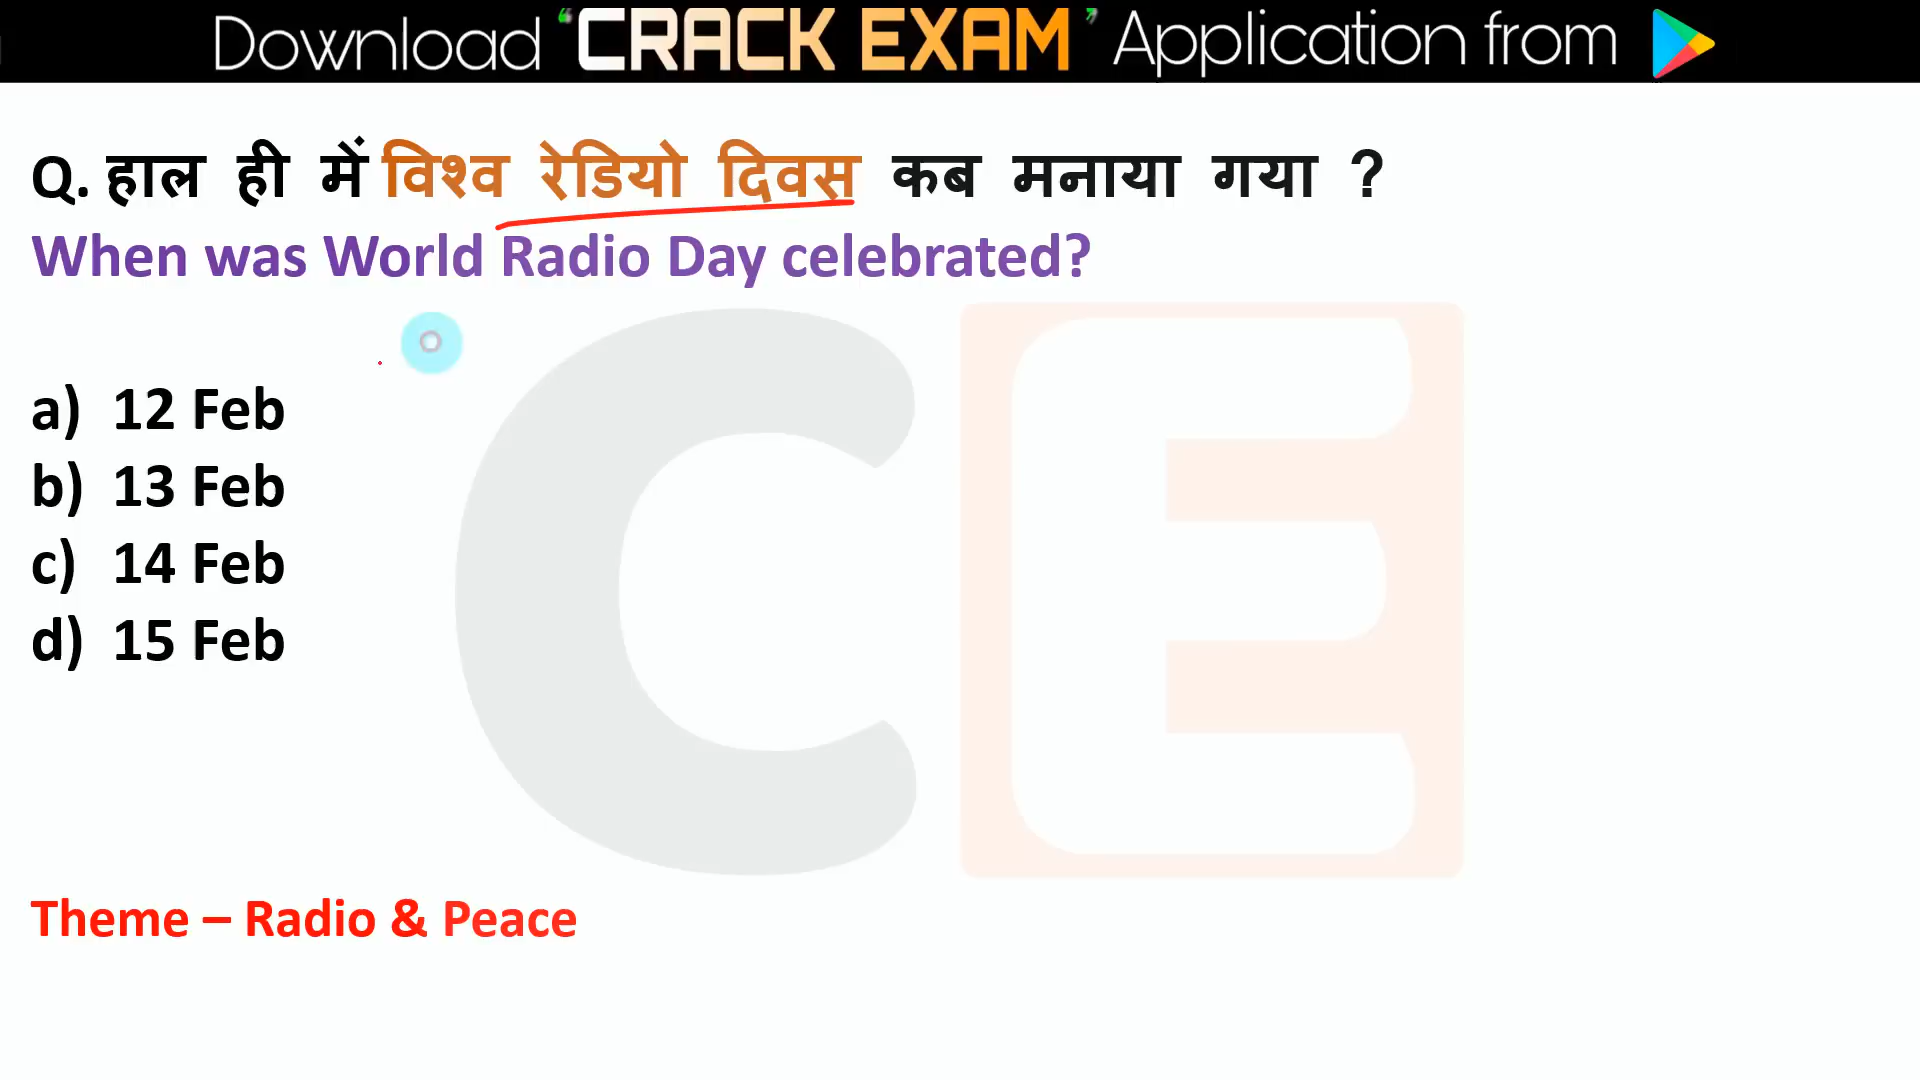 Download ‘CRACK EXAM’ Application from
Q. हाल ही में विश्व रेडियो दिवस कब मनाया गया ?
When was World Radio Day celebrated?
a) 12 Feb
b) 13 Feb
c) 14 Feb
d) 15 Feb
CE
Theme – Radio & Peace